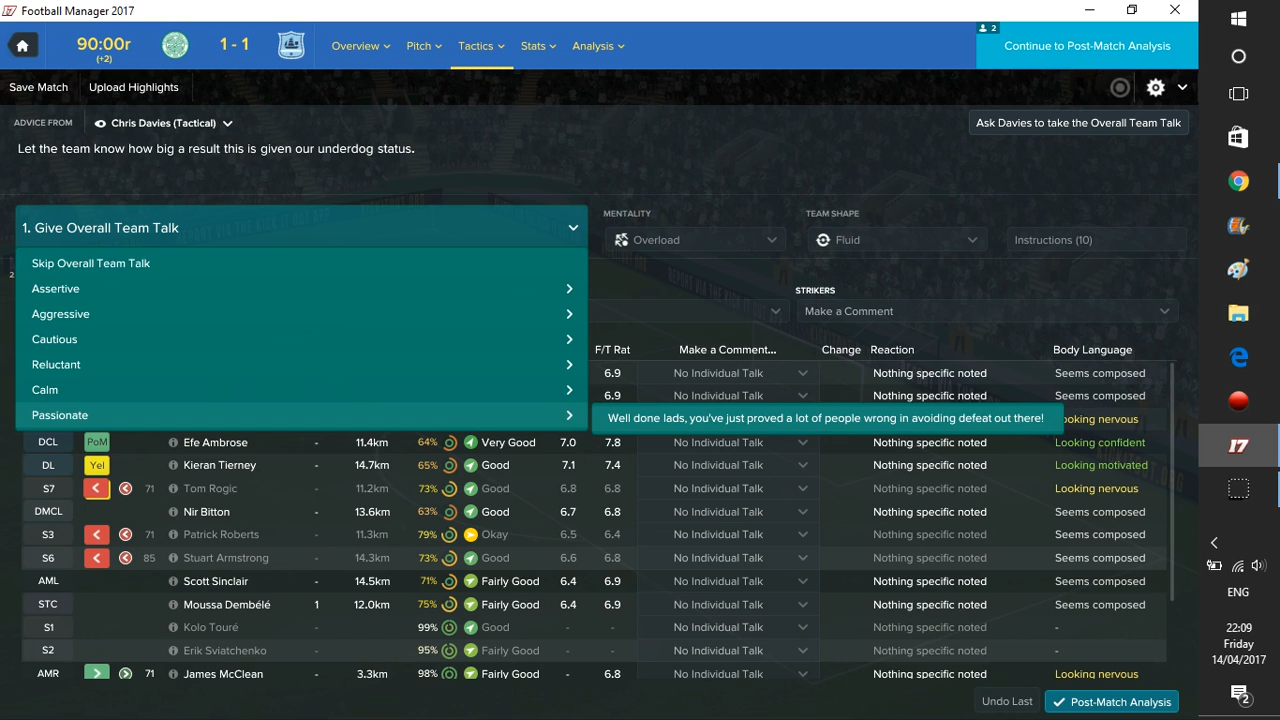 Football Manager 2017
90:00r
(+2)
1 - 1
Overview
Pitch
Tactics
Stats
Analysis
2
Continue to Post-Match Analysis
Save Match
Upload Highlights
ADVICE FROM
Chris Davies (Tactical)
Ask Davies to take the Overall Team Talk
Let the team know how big a result this is given our underdog status.
1. Give Overall Team Talk
MENTALITY
TEAM SHAPE
Overload
Fluid
Instructions (10)
Skip Overall Team Talk
2
Assertive
Aggressive
Cautious
Reluctant
Calm
Passionate
STRIKERS
Make a Comment
Well done lads, you've just proved a lot of people wrong in avoiding defeat out there!
F/T Rat Make a Comment... Change Reaction Body Language
6.9 No Individual Talk Nothing specific noted Seems composed
6.9 No Individual Talk Nothing specific noted Seems composed
ooking nervous
DCL PoM Efe Ambrose - 11.4km 64% Very Good 7.0 7.8 No Individual Talk Nothing specific noted Looking confident
DL Yel Kieran Tierney - 14.7km 65% Good 7.1 7.4 No Individual Talk Nothing specific noted Looking motivated
S7 71 Tom Rogic - 11.2km 73% Good 6.8 6.8 No Individual Talk Nothing specific noted Looking nervous
DMCL Nir Bitton - 13.6km 63% Good 6.7 6.8 No Individual Talk Nothing specific noted Seems composed
S3 71 Patrick Roberts - 11.3km 79% Okay 6.5 6.4 No Individual Talk Nothing specific noted Seems composed
S6 85 Stuart Armstrong - 14.3km 73% Good 6.6 6.8 No Individual Talk Nothing specific noted Seems composed
AML Scott Sinclair - 14.5km 71% Fairly Good 6.4 6.9 No Individual Talk Nothing specific noted Seems composed
STC Moussa Dembélé 1 12.0km 75% Fairly Good 6.4 6.9 No Individual Talk Nothing specific noted Seems composed
S1 Kolo Touré - 99% Good - - No Individual Talk Nothing specific noted -
S2 Erik Sviatchenko - 95% Fairly Good - - No Individual Talk Nothing specific noted -
AMR 71 James McClean - 3.3km 98% Fairly Good - 6.8 No Individual Talk Nothing specific noted Looking nervous
Undo Last
Post-Match Analysis
17
ENG
22:09
Friday
14/04/2017
2